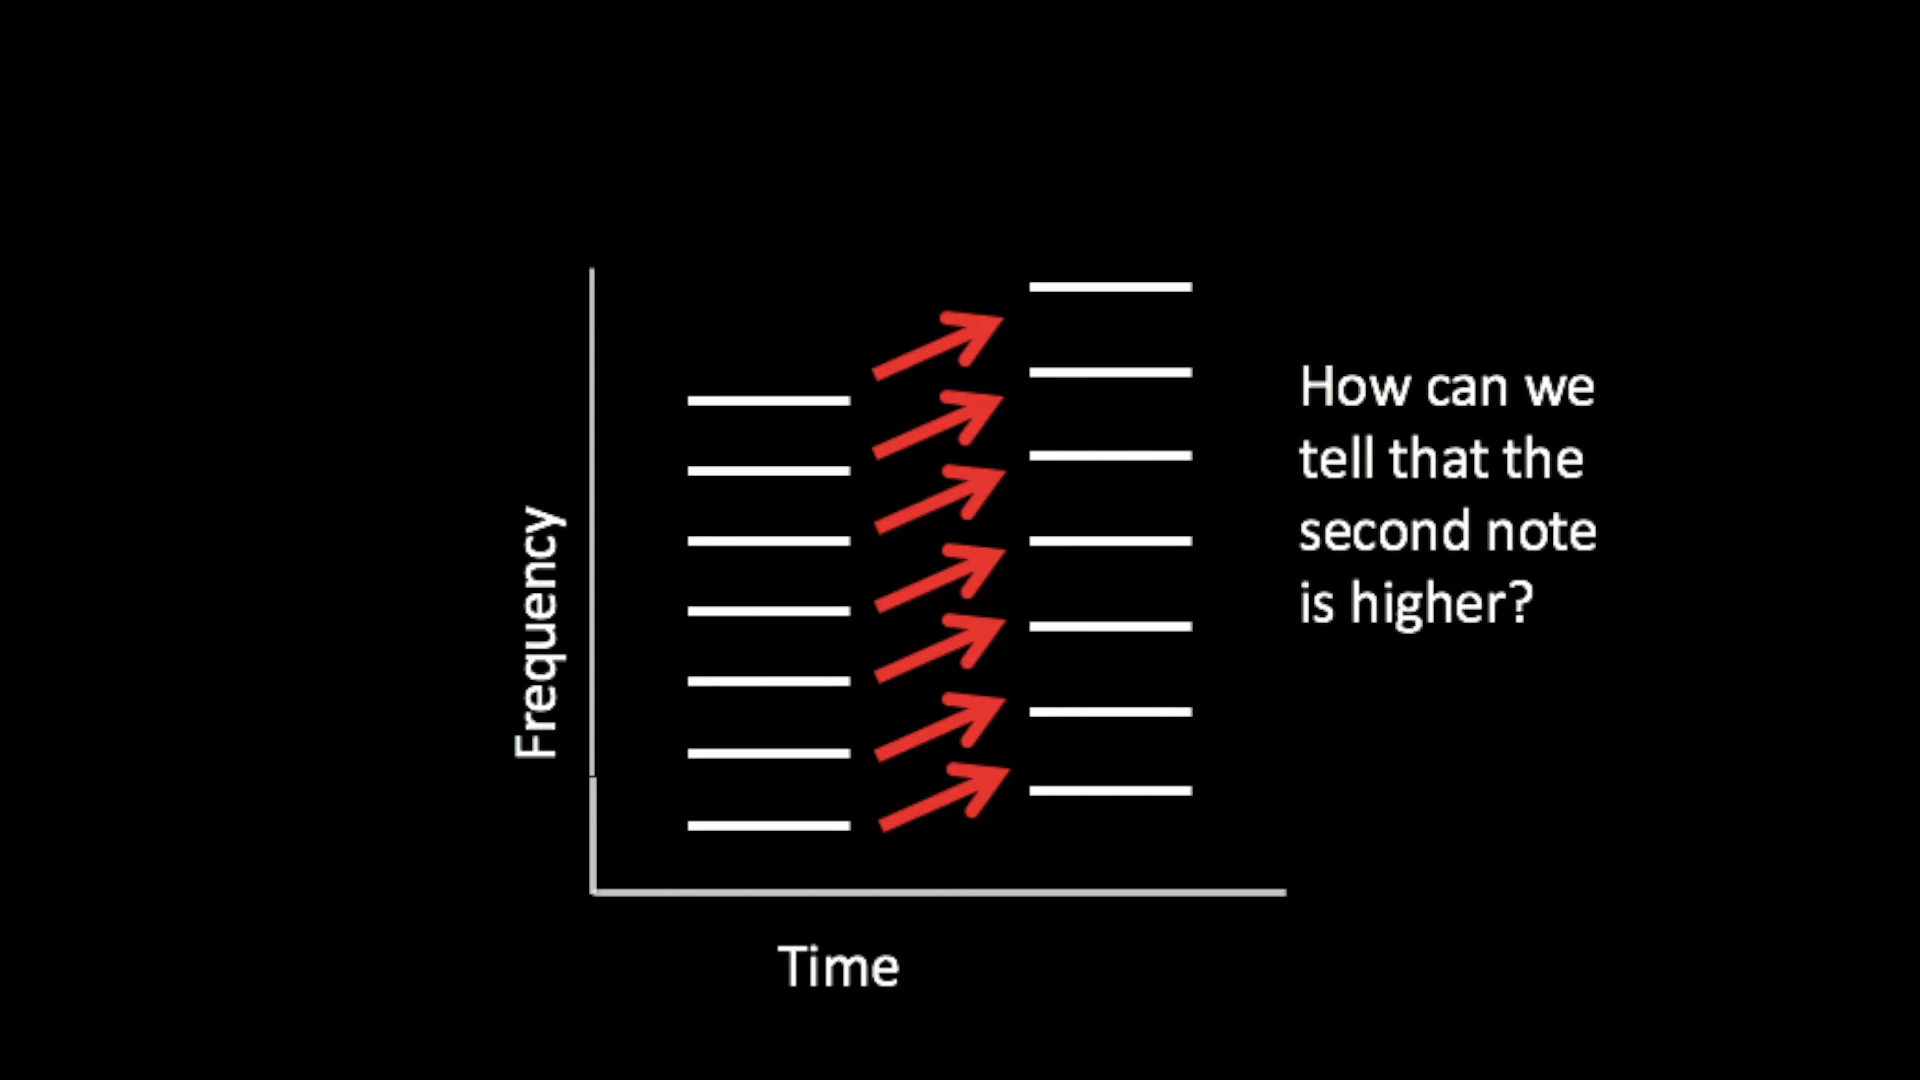 How can we
tell that the
second note
is higher?
Frequency
Time